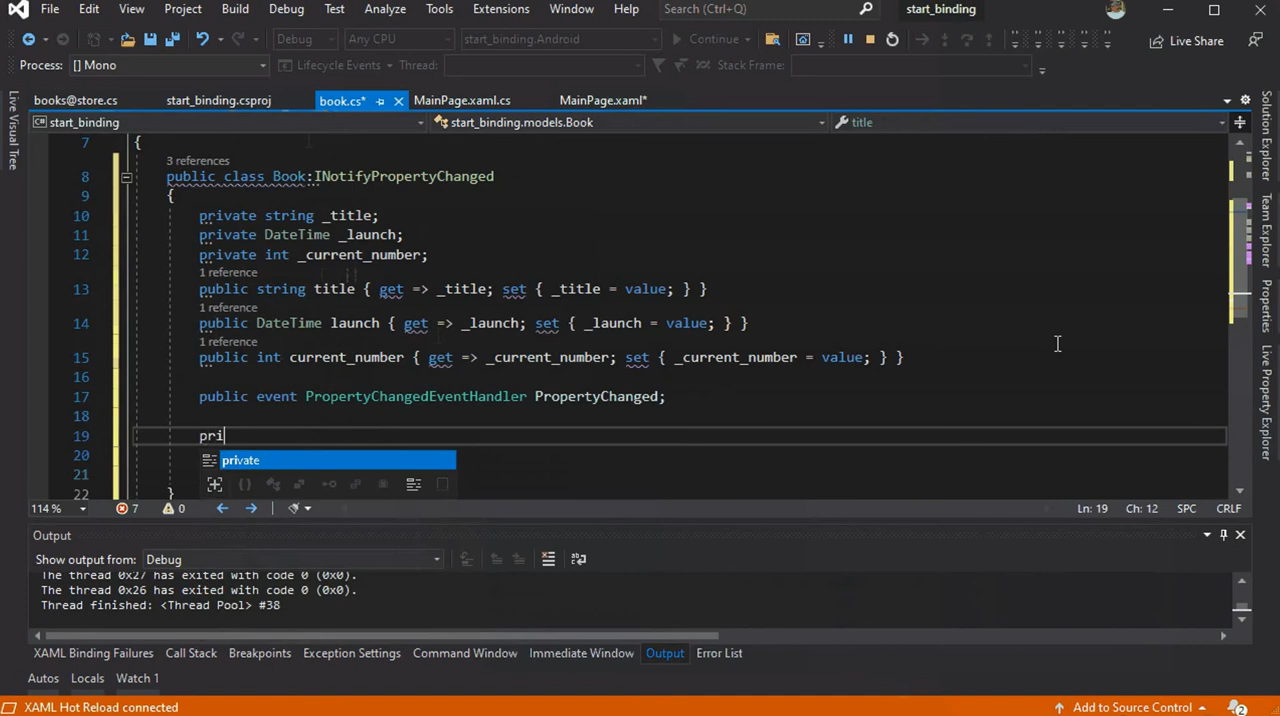 File Edit View Project Build Debug Test Analyze Tools Extensions Window Help Search (Ctrl+Q) start_binding
Debug Any CPU start_binding.Android Continue Live Share
Process: [] Mono Lifecycle Events Thread: Stack Frame:
books@store.cs start_binding.csproj book.cs* MainPage.xaml.cs MainPage.xaml*
start_binding start_binding.models.Book title
Live Visual Tree
7 {
3 references
8 public class Book:INotifyPropertyChanged
9 {
10 private string _title;
11 private DateTime _launch;
12 private int _current_number;
1 reference
13 public string title { get => _title; set { _title = value; } }
1 reference
14 public DateTime launch { get => _launch; set { _launch = value; } }
1 reference
15 public int current_number { get => _current_number; set { _current_number = value; } }
16
17 public event PropertyChangedEventHandler PropertyChanged;
18
19 pri
20 private
21
22 }
Solution Explorer
Team Explorer
Properties
Live Property Explorer
114 % 7 0 Ln: 19 Ch: 12 SPC CRLF
Output
Show output from: Debug
The thread 0x27 has exited with code 0 (0x0).
The thread 0x26 has exited with code 0 (0x0).
Thread finished: <Thread Pool> #38
XAML Binding Failures Call Stack Breakpoints Exception Settings Command Window Immediate Window Output Error List
Autos Locals Watch 1
XAML Hot Reload connected Add to Source Control 2